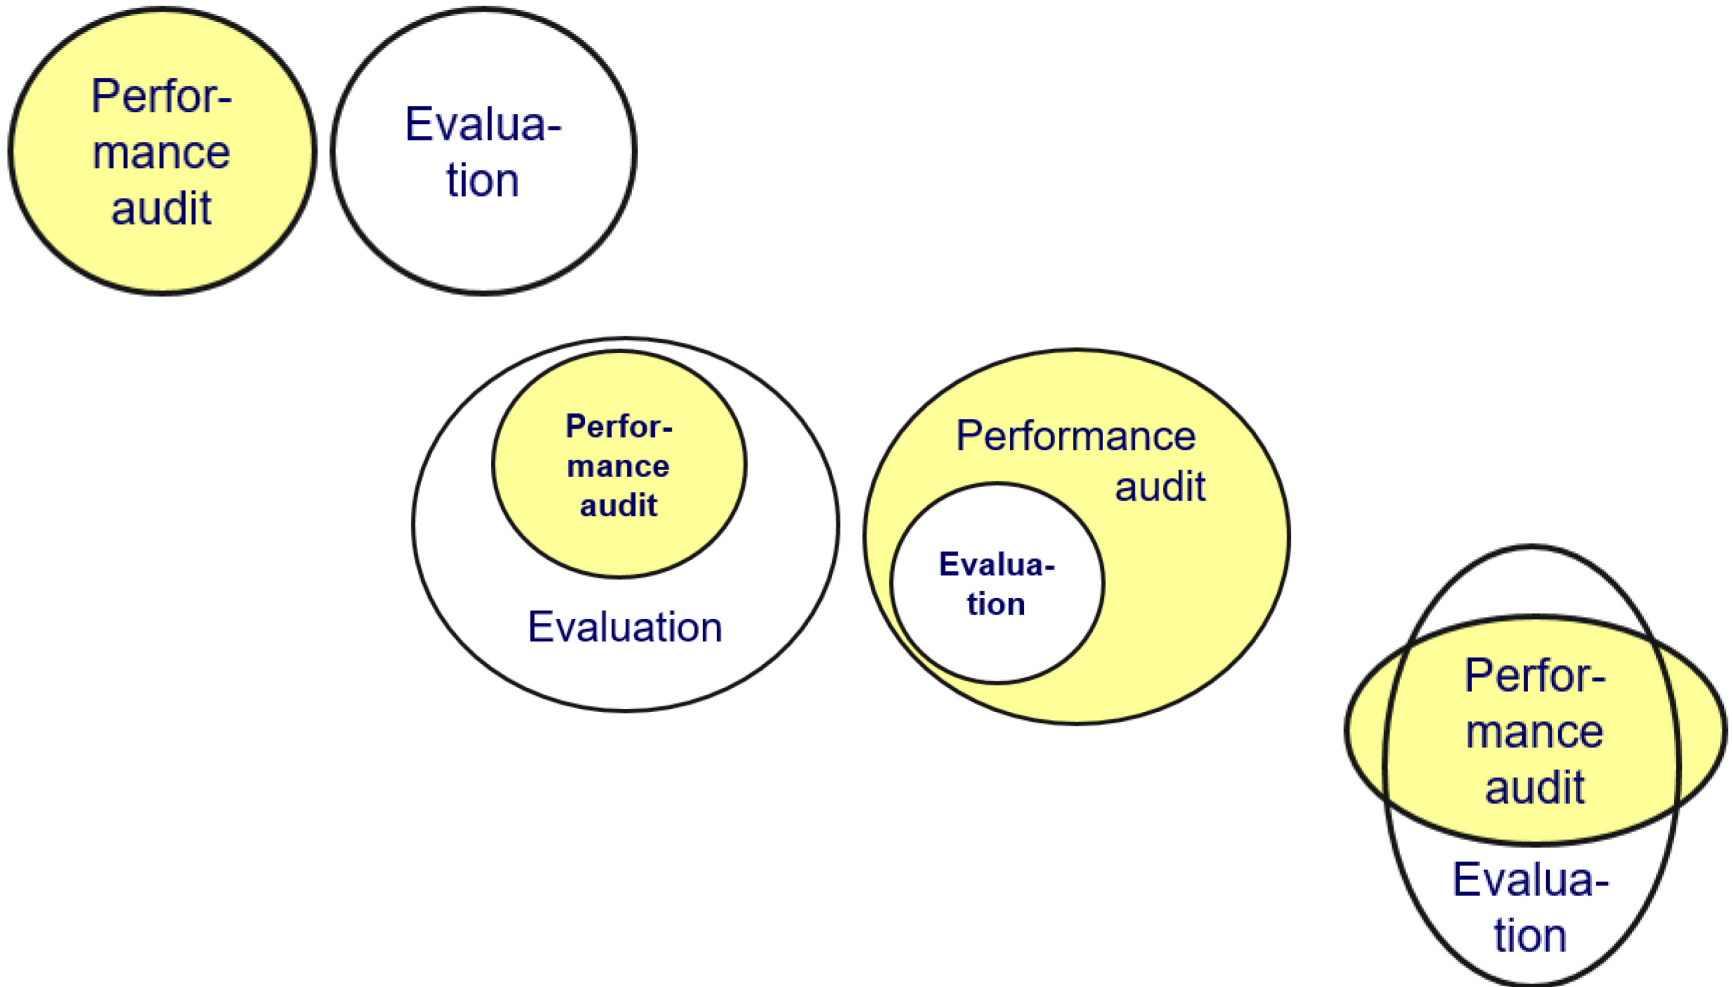 Perfor-
mance
audit
Evalua-
tion
Perfor-
mance
audit
Evaluation
Performance
audit
Evalua-
tion
Perfor-
mance
audit
Evalua-
tion